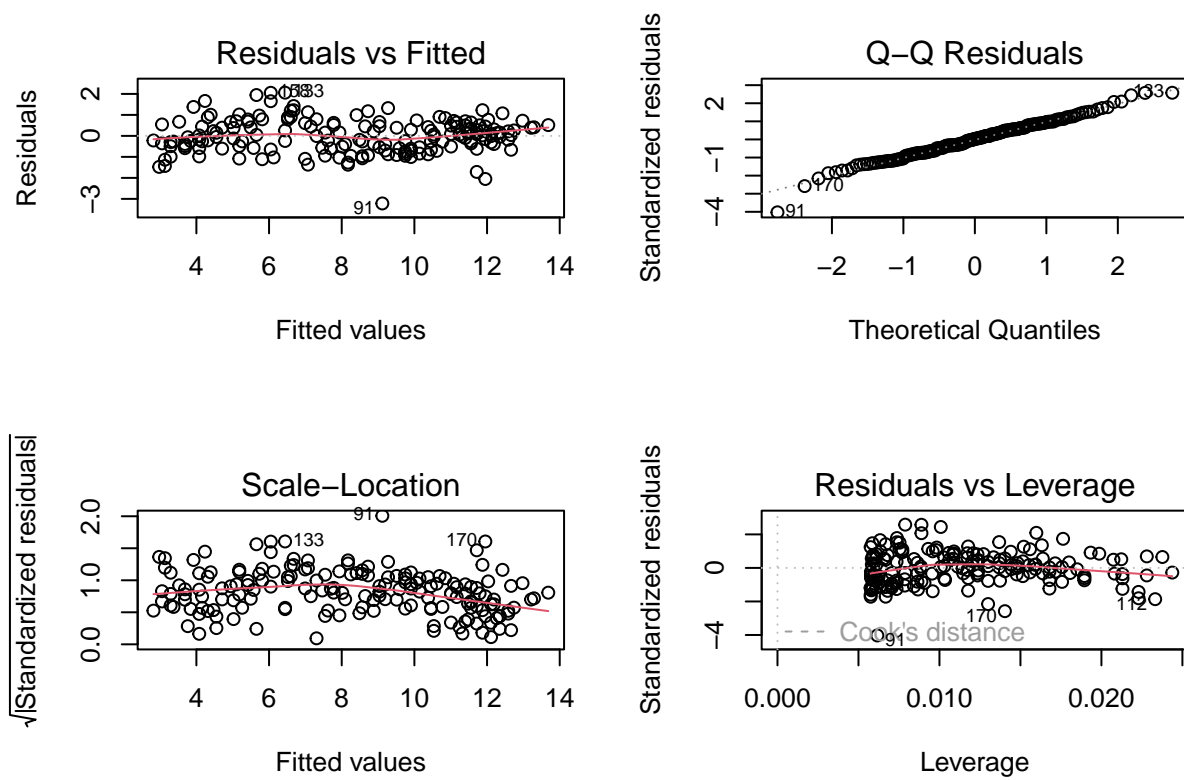 Residuals vs Fitted
Residuals
2
0
−3
133
91
4 6 8 10 12 14
Fitted values
Q−Q Residuals
Standardized residuals
2
−1
−4
133
170
91
−2 −1 0 1 2
Theoretical Quantiles
Scale−Location
√|Standardized residuals|
2.0
1.0
0.0
91
133
170
4 6 8 10 12 14
Fitted values
Residuals vs Leverage
Standardized residuals
0
−4
170
112
Cook's distance
91
0.000 0.010 0.020
Leverage